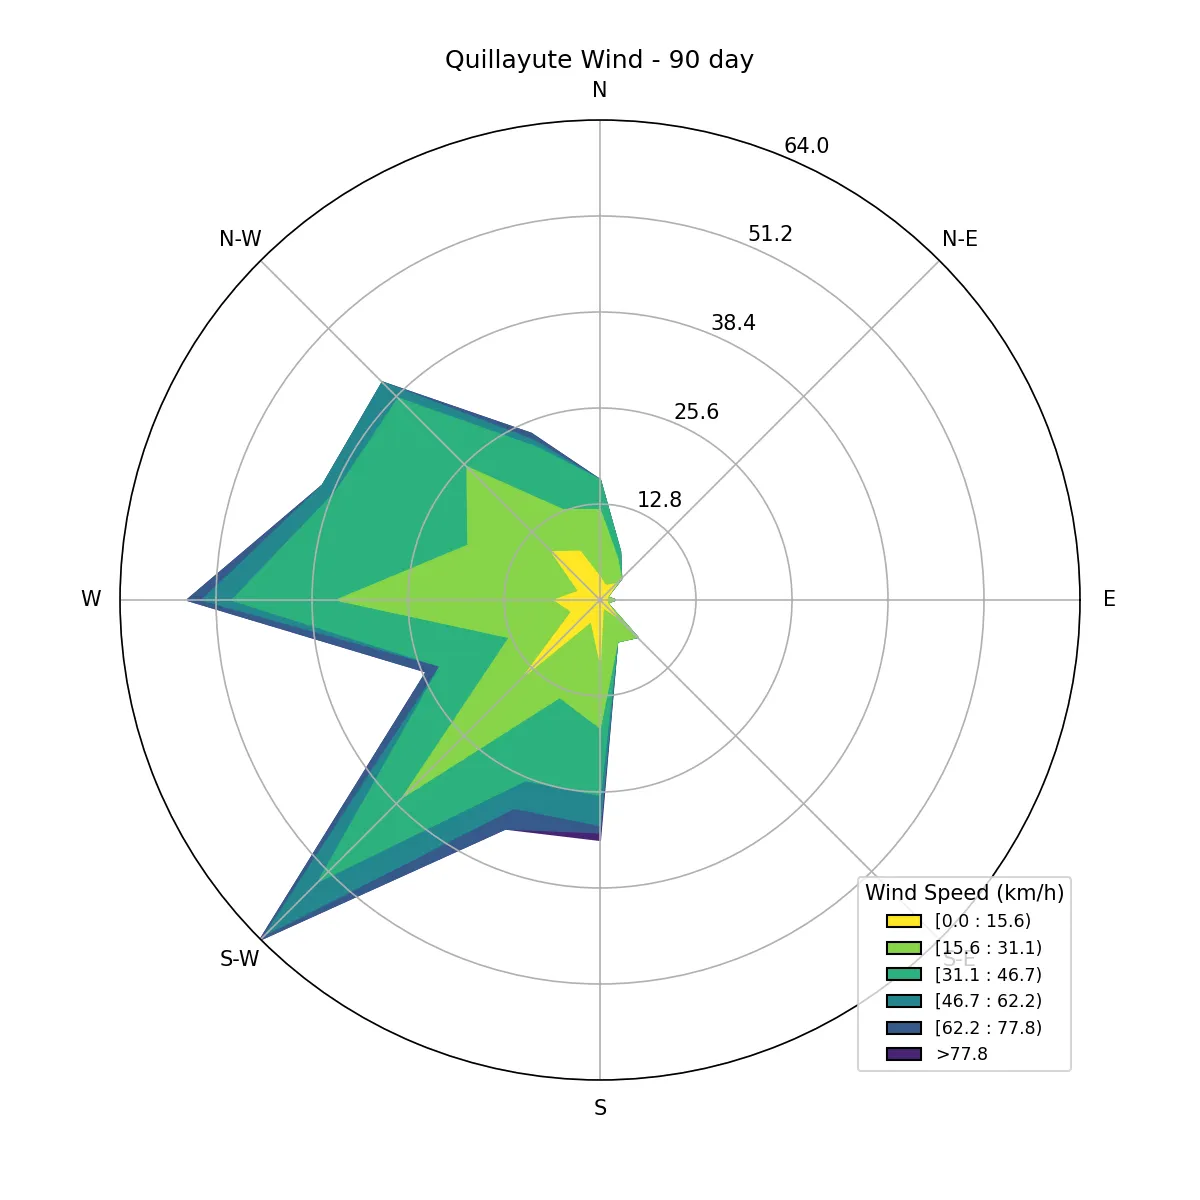 Quillayute Wind - 90 day
N
64.0
51.2
N-W
N-E
38.4
25.6
12.8
W
E
S-W
S-E
S
Wind Speed (km/h)
[0.0 : 15.6)
[15.6 : 31.1)
[31.1 : 46.7)
[46.7 : 62.2)
[62.2 : 77.8)
>77.8